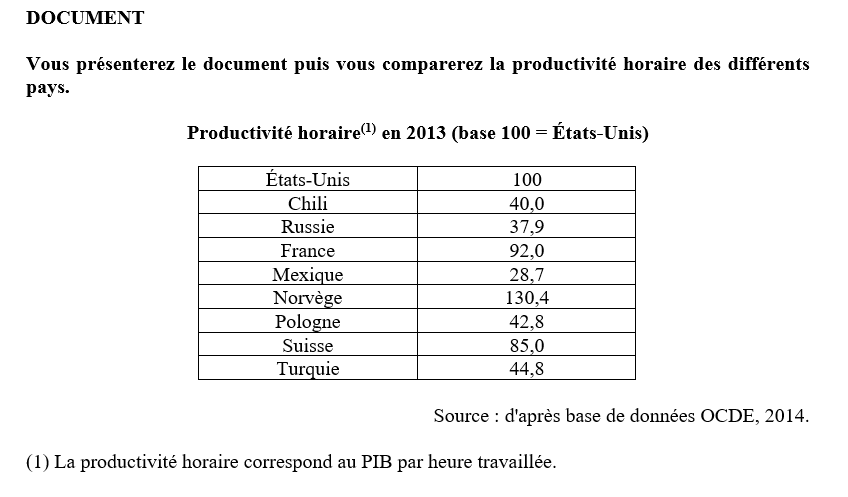 DOCUMENT
Vous présenterez le document puis vous comparerez la productivité horaire des différents
pays.
Productivité horaire(1) en 2013 (base 100 = États-Unis)
États-Unis 100
Chili 40,0
Russie 37,9
France 92,0
Mexique 28,7
Norvège 130,4
Pologne 42,8
Suisse 85,0
Turquie 44,8
Source : d'après base de données OCDE, 2014.
(1) La productivité horaire correspond au PIB par heure travaillée.